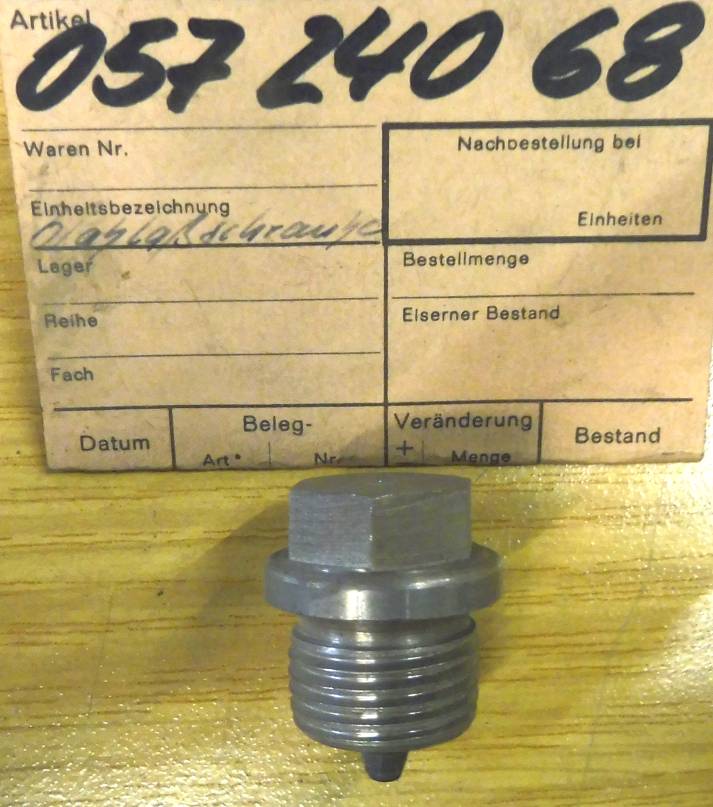 Artikel
057 240 68
Waren Nr.
Nachbestellung bei
Einheitsbezeichnung
Einheiten
Ölablaßschraube
Lager
Bestellmenge
Reihe
Eiserner Bestand
Fach
Datum
Beleg-
Art
Nr.
Veränderung
+
Menge
Bestand